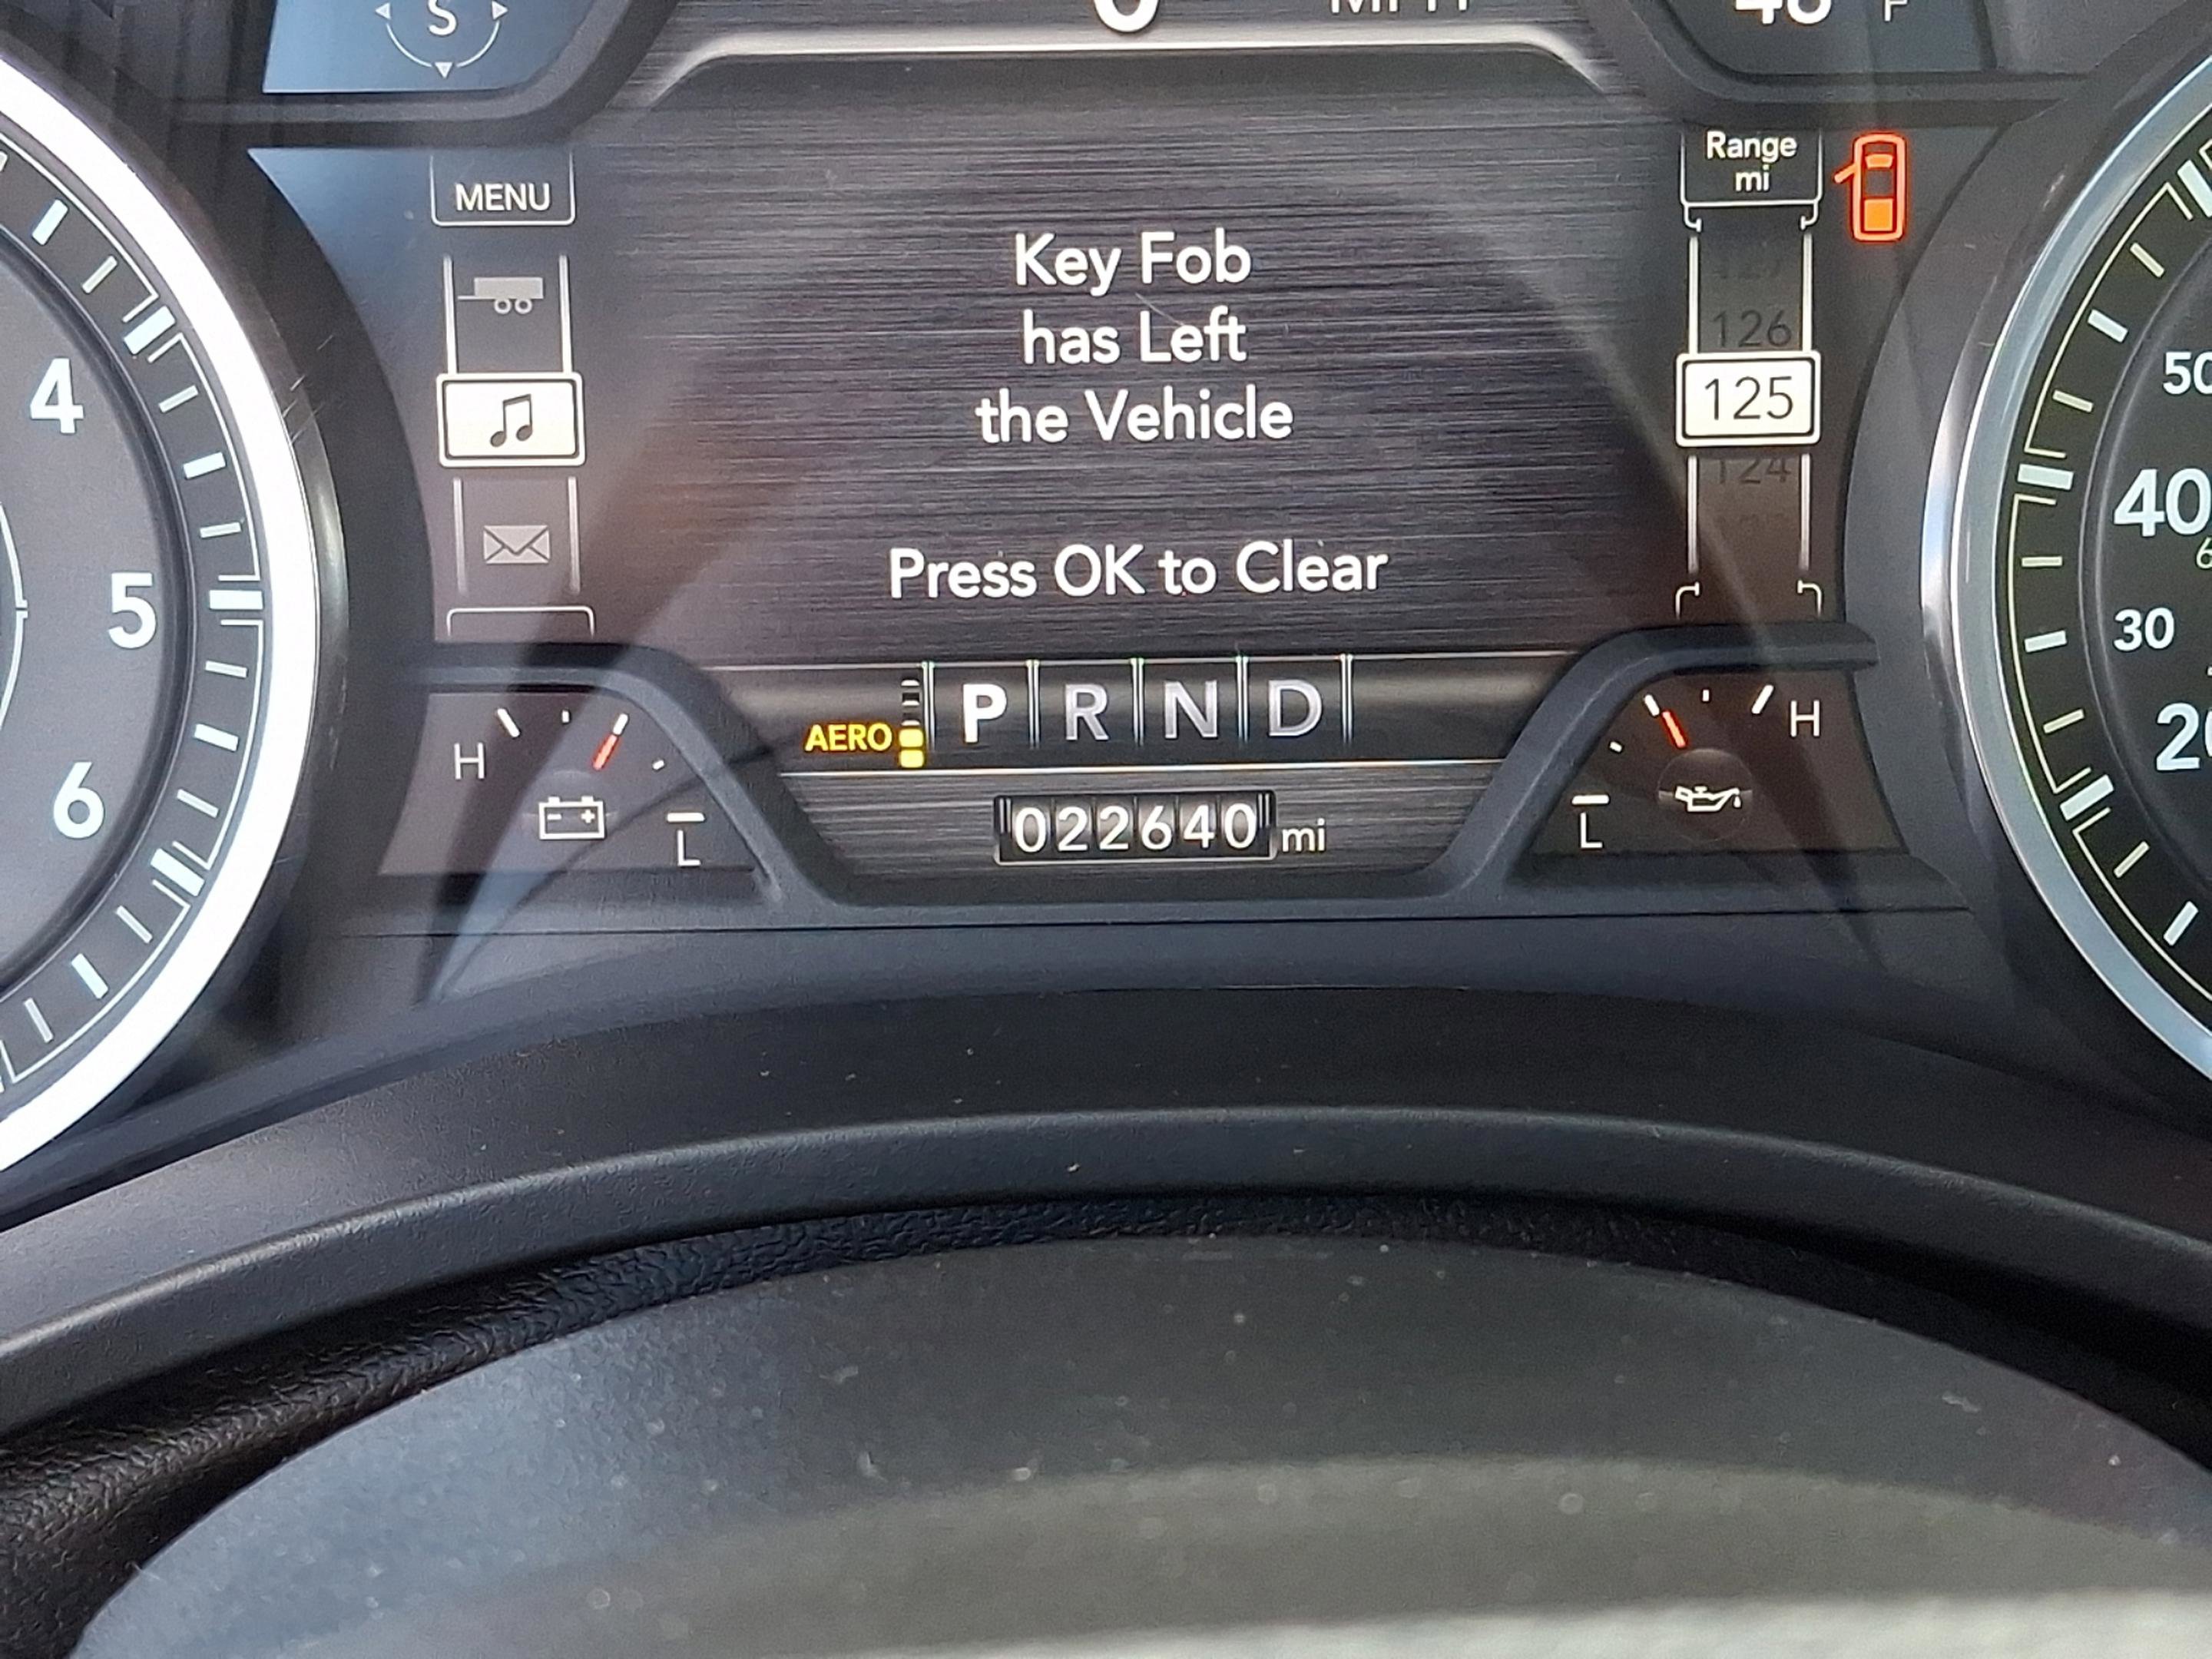 S
MENU
Range
mi
126
125
124
Key Fob
has Left
the Vehicle
Press OK to Clear
AERO P R N D
022640 mi
H
L
L
H
4
5
6
40
30